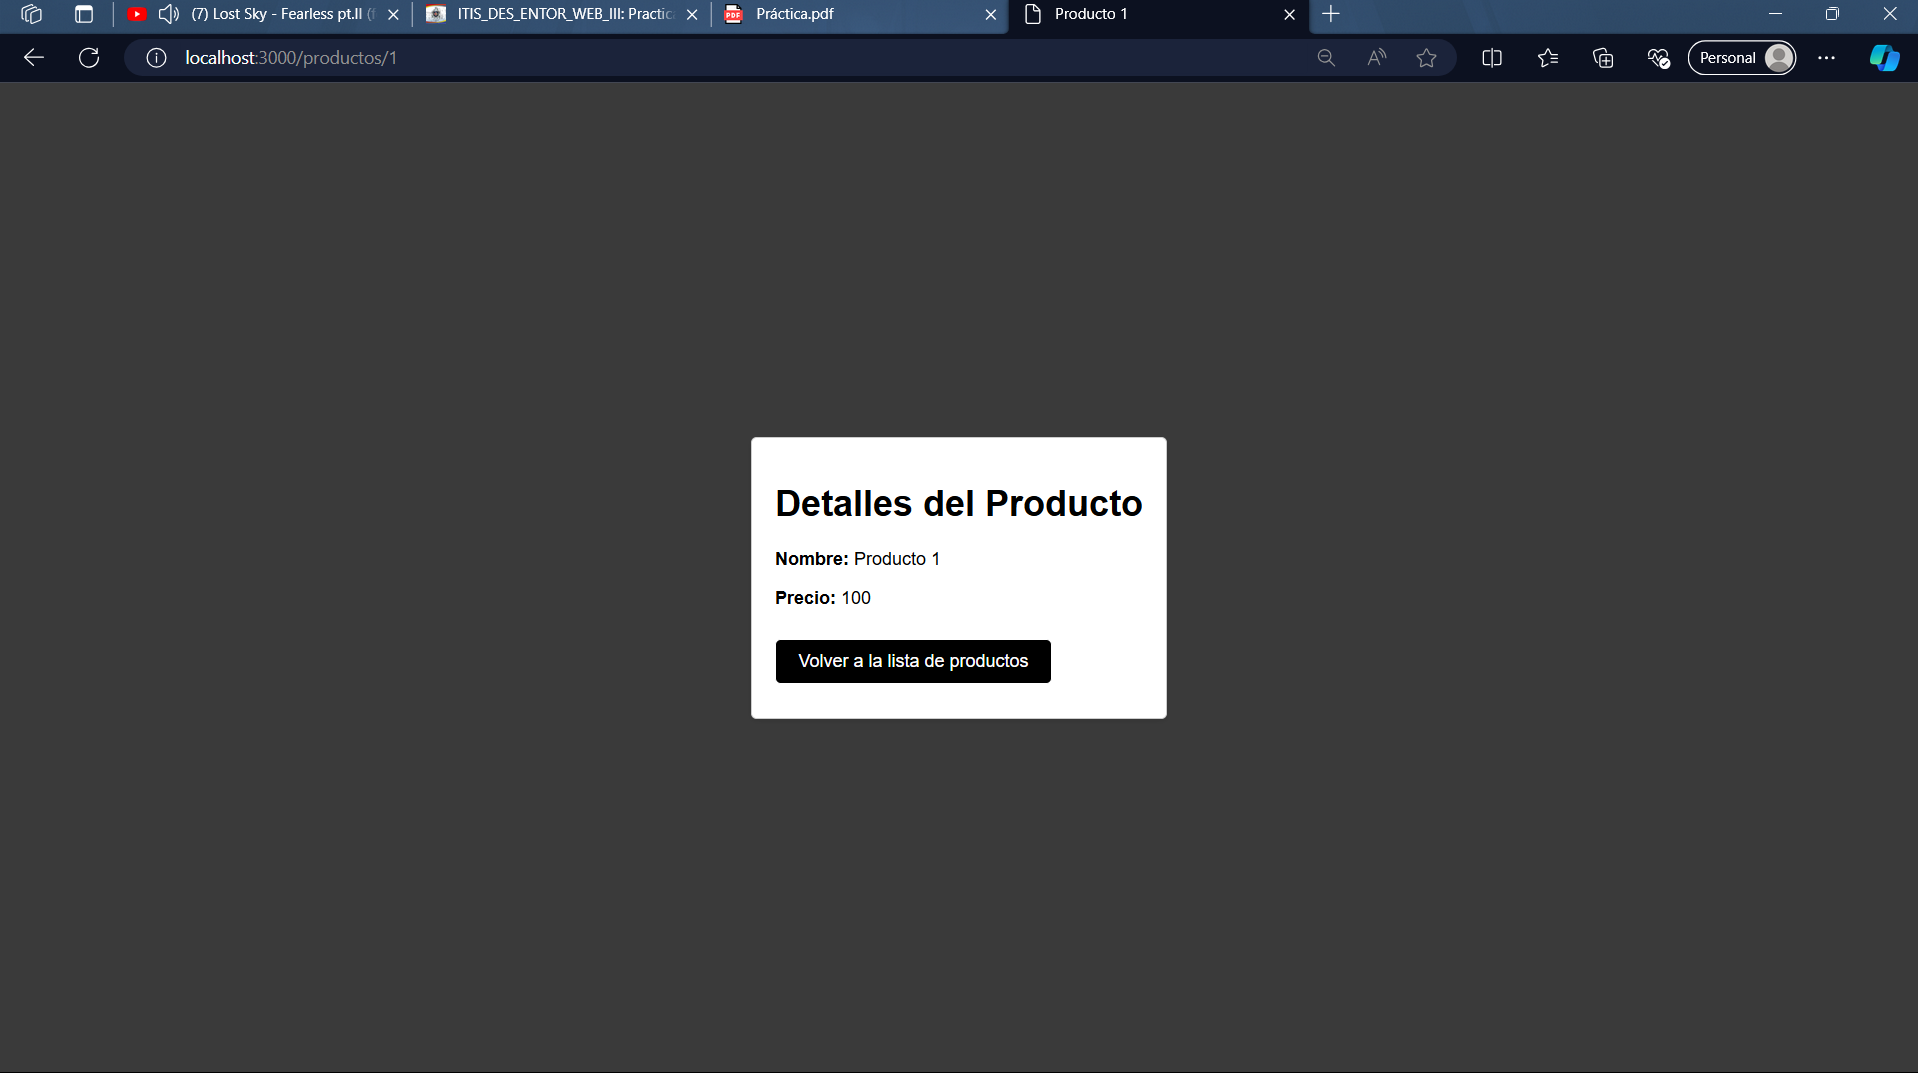 (7) Lost Sky - Fearless pt.II
ITIS_DES_ENTOR_WEB_III: Practic
PDF
Práctica.pdf
Producto 1
localhost:3000/productos/1
A
Personal
Detalles del Producto
Nombre: Producto 1
Precio: 100
Volver a la lista de productos